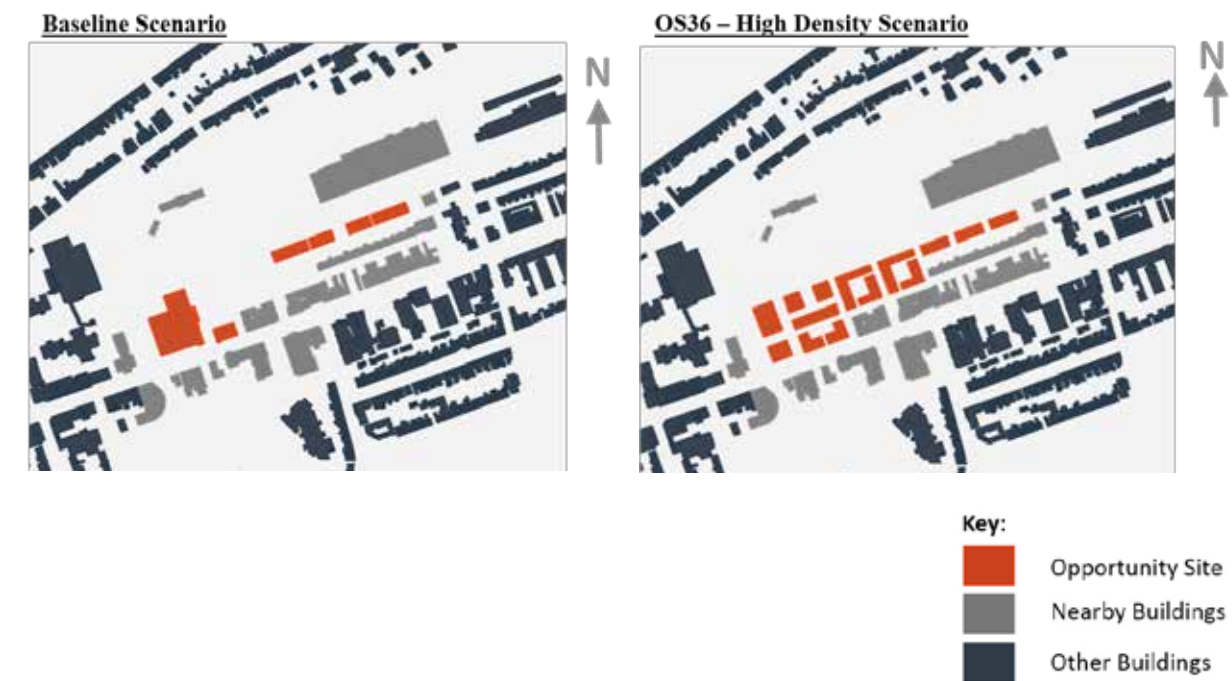 Baseline Scenario
OS36 – High Density Scenario
N
N
Key:
Opportunity Site
Nearby Buildings
Other Buildings